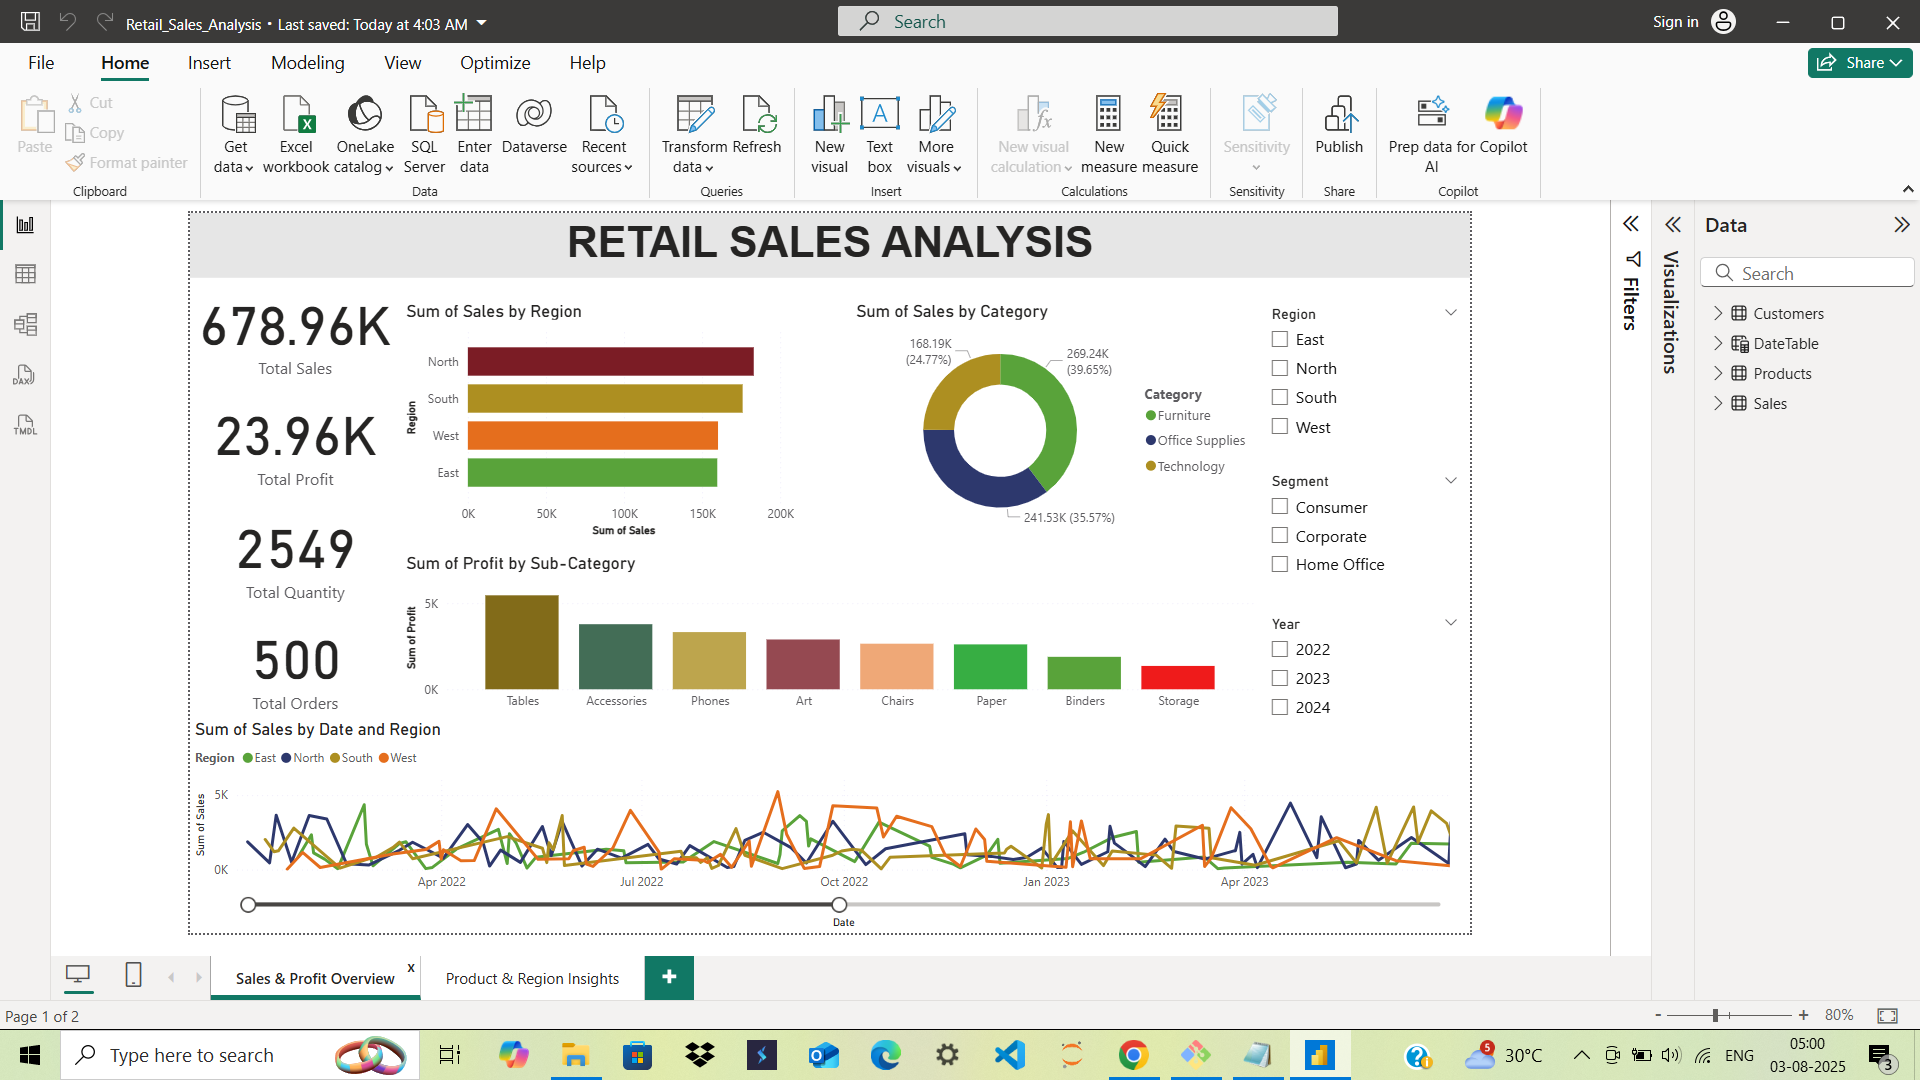 Retail_Sales_Analysis • Last saved: Today at 4:03 AM
Search
Sign in
File Home Insert Modeling View Optimize Help
Share
Paste
Cut
Copy
Format painter
Clipboard
Get data
Excel workbook
OneLake catalog
SQL Server
Enter data
Dataverse
Recent sources
Data
Transform data
Refresh
Queries
New visual
Text box
More visuals
Insert
New visual calculation
New measure
Quick measure
Calculations
Sensitivity
Sensitivity
Publish
Share
Prep data for AI
Copilot
Copilot
DAX
TMDL
RETAIL SALES ANALYSIS
678.96K
Total Sales
23.96K
Total Profit
2549
Total Quantity
500
Total Orders
Sum of Sales by Region
Region
North
South
West
East
0K 50K 100K 150K 200K
Sum of Sales
Sum of Sales by Category
168.19K
(24.77%)
269.24K
(39.65%)
241.53K (35.57%)
Category
Furniture
Office Supplies
Technology
Region
East
North
South
West
Segment
Consumer
Corporate
Home Office
Year
2022
2023
2024
Sum of Profit by Sub-Category
Sum of Profit
5K
0K
Tables Accessories Phones Art Chairs Paper Binders Storage
Sum of Sales by Date and Region
Region East North South West
Sum of Sales
5K
0K
Apr 2022 Jul 2022 Oct 2022 Jan 2023 Apr 2023
Date
Filters
Visualizations
Data
Search
Customers
DateTable
Products
Sales
Sales & Profit Overview x
Product & Region Insights
+
Page 1 of 2
- + 80%
Type here to search
5
30°C
ENG
05:00
03-08-2025
3